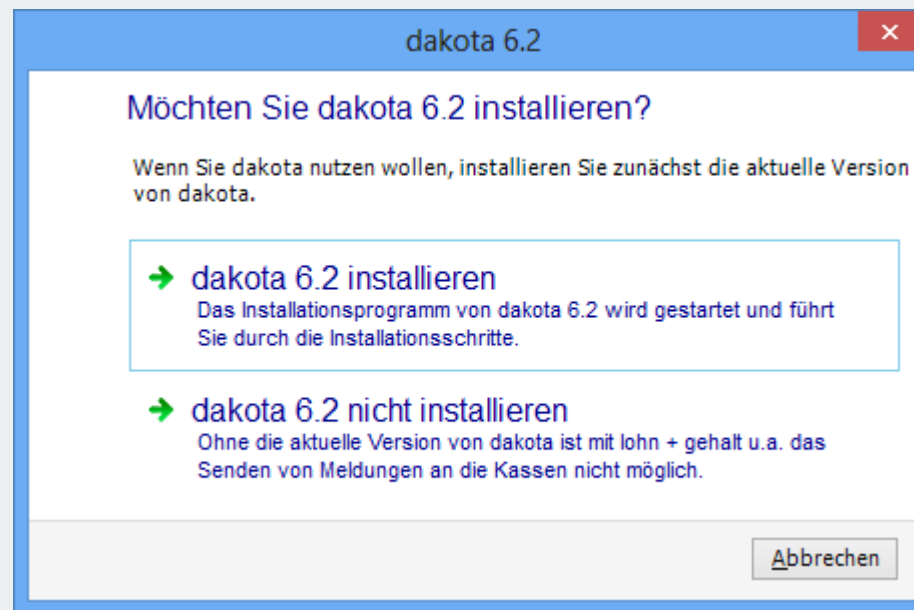 dakota 6.2
Möchten Sie dakota 6.2 installieren?
Wenn Sie dakota nutzen wollen, installieren Sie zunächst die aktuelle Version
von dakota.
dakota 6.2 installieren
Das Installationsprogramm von dakota 6.2 wird gestartet und führt
Sie durch die Installationsschritte.
dakota 6.2 nicht installieren
Ohne die aktuelle Version von dakota ist mit lohn + gehalt u.a. das
Senden von Meldungen an die Kassen nicht möglich.
Abbrechen